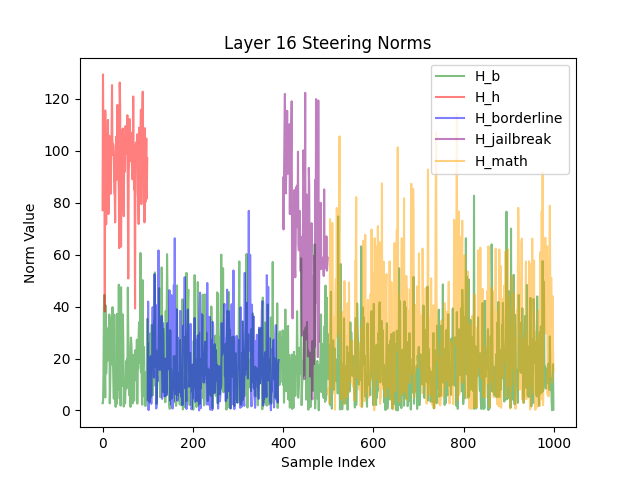 Layer 16 Steering Norms
H_b
H_h
H_borderline
H_jailbreak
H_math
Norm Value
120
100
80
60
40
20
0
0 200 400 600 800 1000
Sample Index